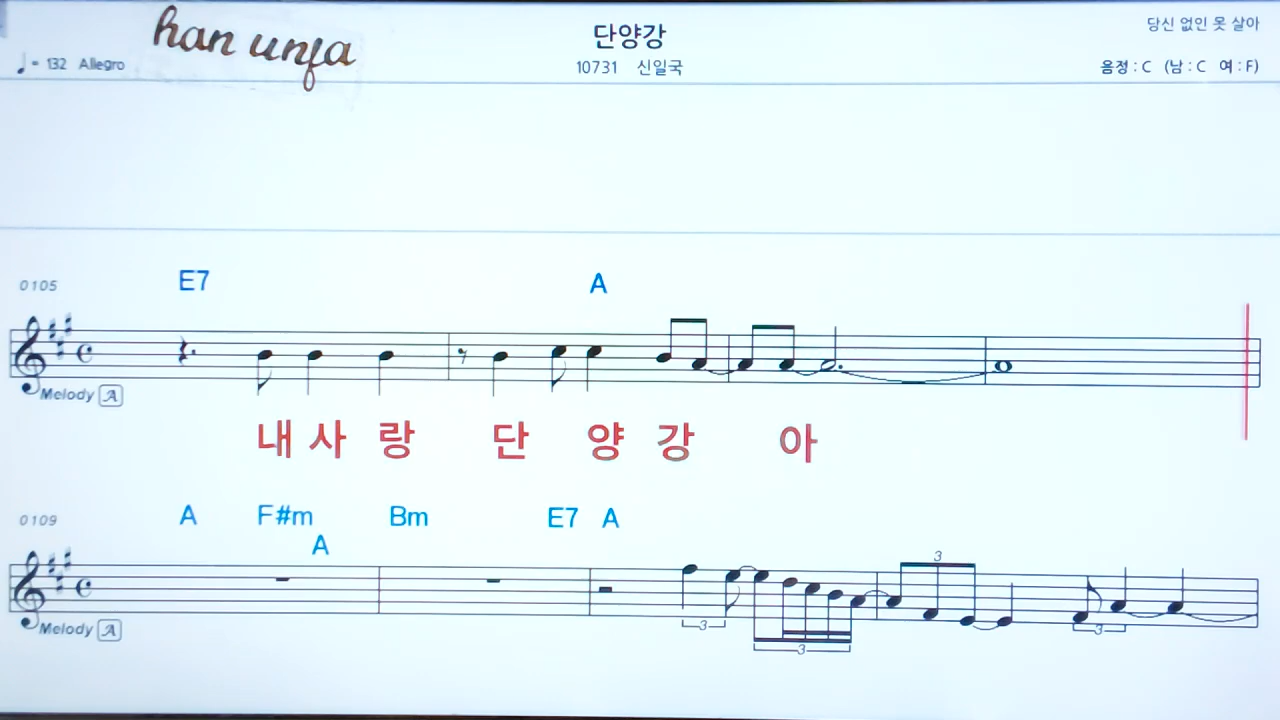 han unfa
단양강
당신 없인 못 살아
♩= 132 Allegro
10731 신일국
음정 : C (남 : C 여 : F)
0105
E7 A
Melody A
내 사 랑 단 양 강 아
0109
A F#m Bm E7 A
A
3
Melody A
3 3 3